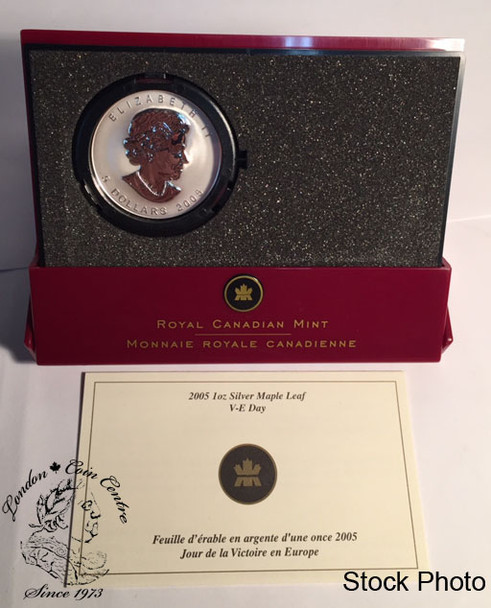 ELIZABETH II
5 DOLLARS
ROYAL CANADIAN MINT
MONNAIE ROYALE CANADIENNE
2005 1oz Silver Maple Leaf
V-E Day
Feuille d'érable en argente d'une once 2005
Jour de la Victoire en Europe
London Coin Centre
Since 1973
Stock Photo